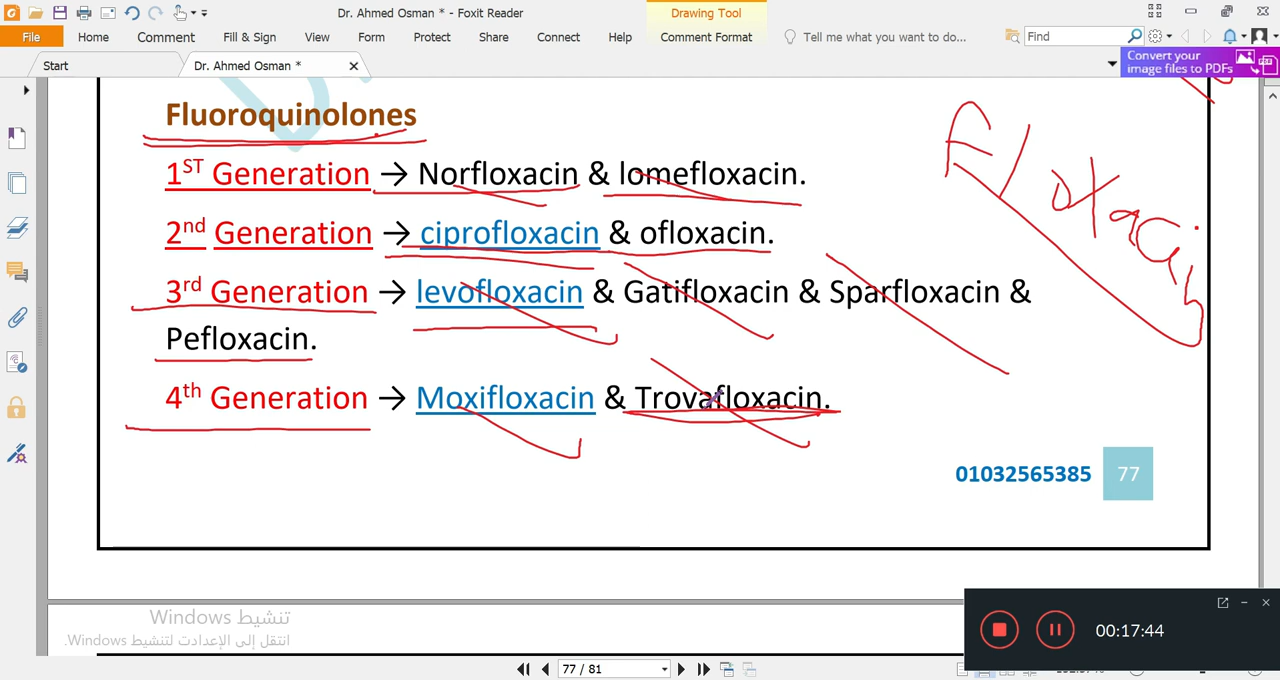 Dr. Ahmed Osman * - Foxit Reader
Drawing Tool
File Home Comment Fill & Sign View Form Protect Share Connect Help Comment Format Tell me what you want to do... Find
Start Dr. Ahmed Osman *
Convert your
image files to PDFs
Fluoroquinolones
1ST Generation → Norfloxacin & lomefloxacin.
2nd Generation → ciprofloxacin & ofloxacin.
3rd Generation → levofloxacin & Gatifloxacin & Sparfloxacin &
Pefloxacin.
4th Generation → Moxifloxacin & Trovafloxacin.
01032565385 77
تنشيط Windows
انتقل إلى الإعدادت لتنشيط Windows.
00:17:44
77 / 81